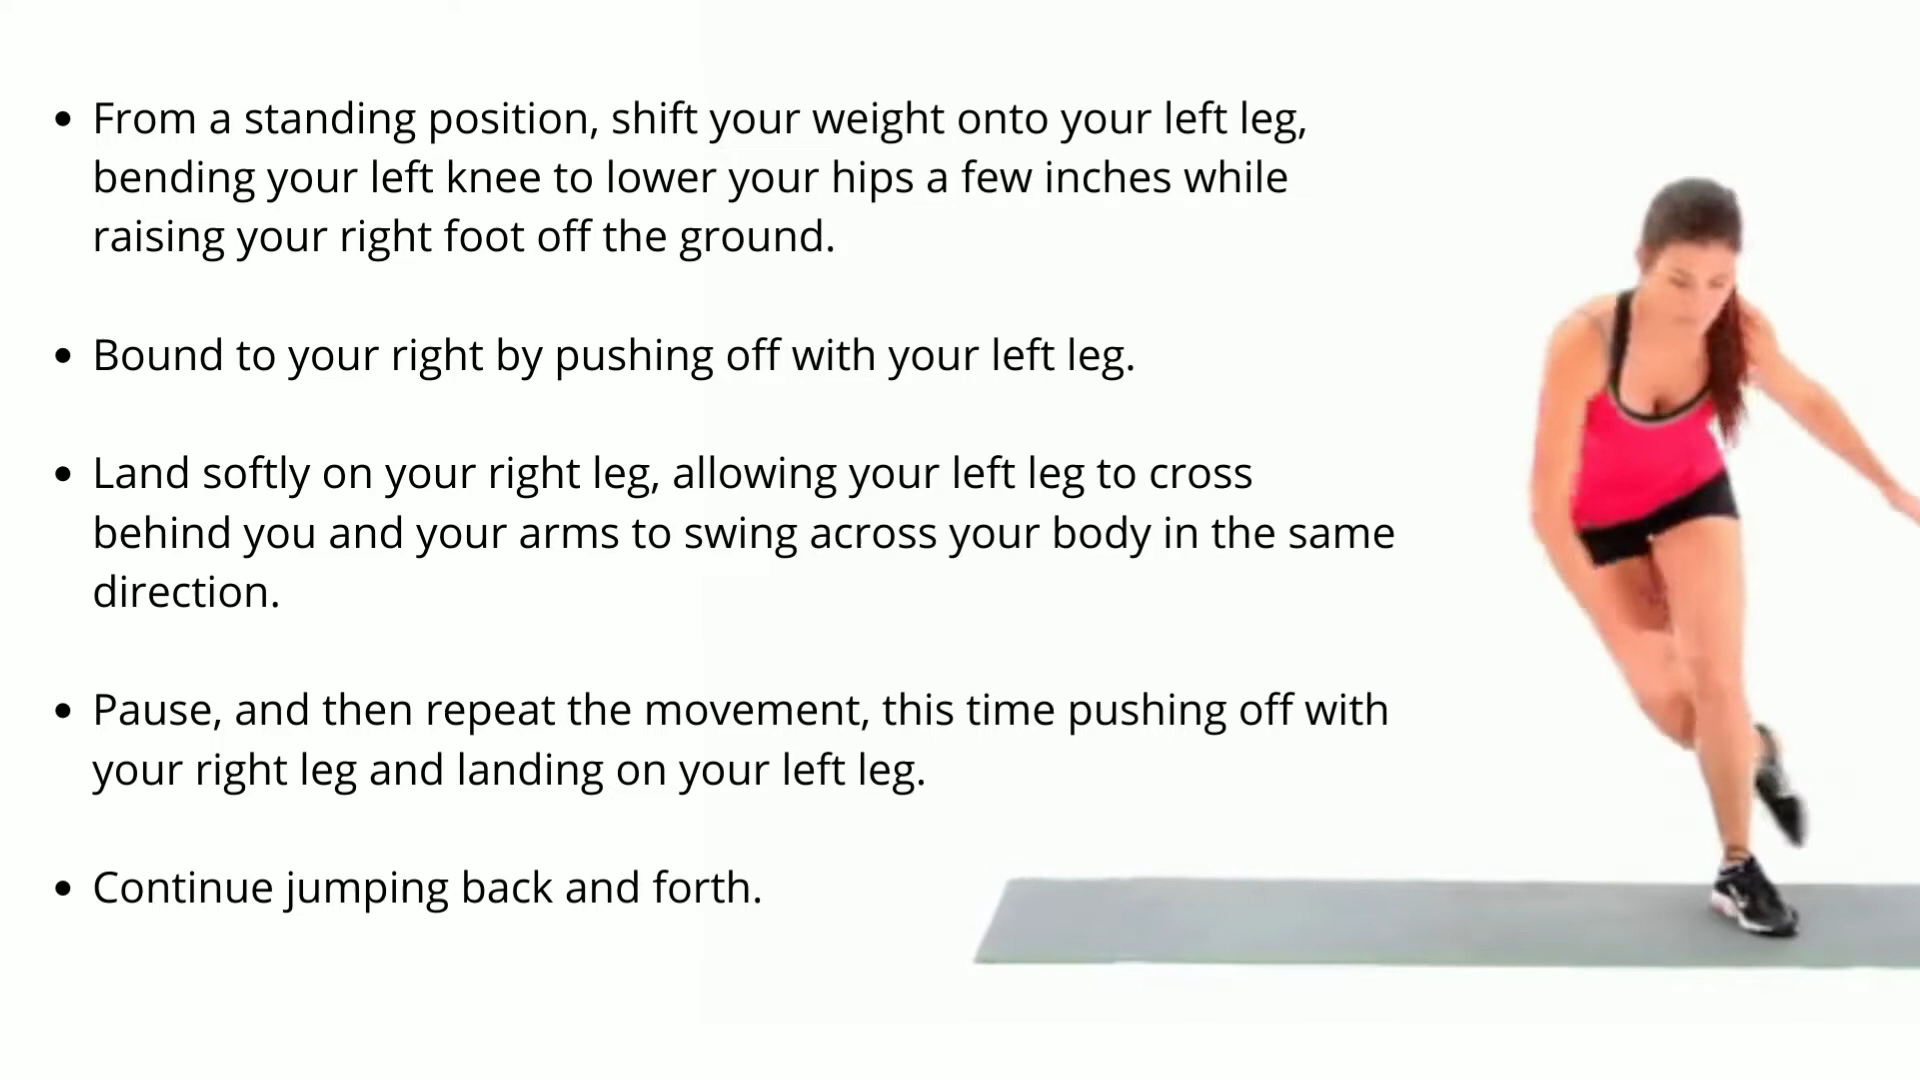 • From a standing position, shift your weight onto your left leg,
bending your left knee to lower your hips a few inches while
raising your right foot off the ground.
• Bound to your right by pushing off with your left leg.
• Land softly on your right leg, allowing your left leg to cross
behind you and your arms to swing across your body in the same
direction.
• Pause, and then repeat the movement, this time pushing off with
your right leg and landing on your left leg.
• Continue jumping back and forth.